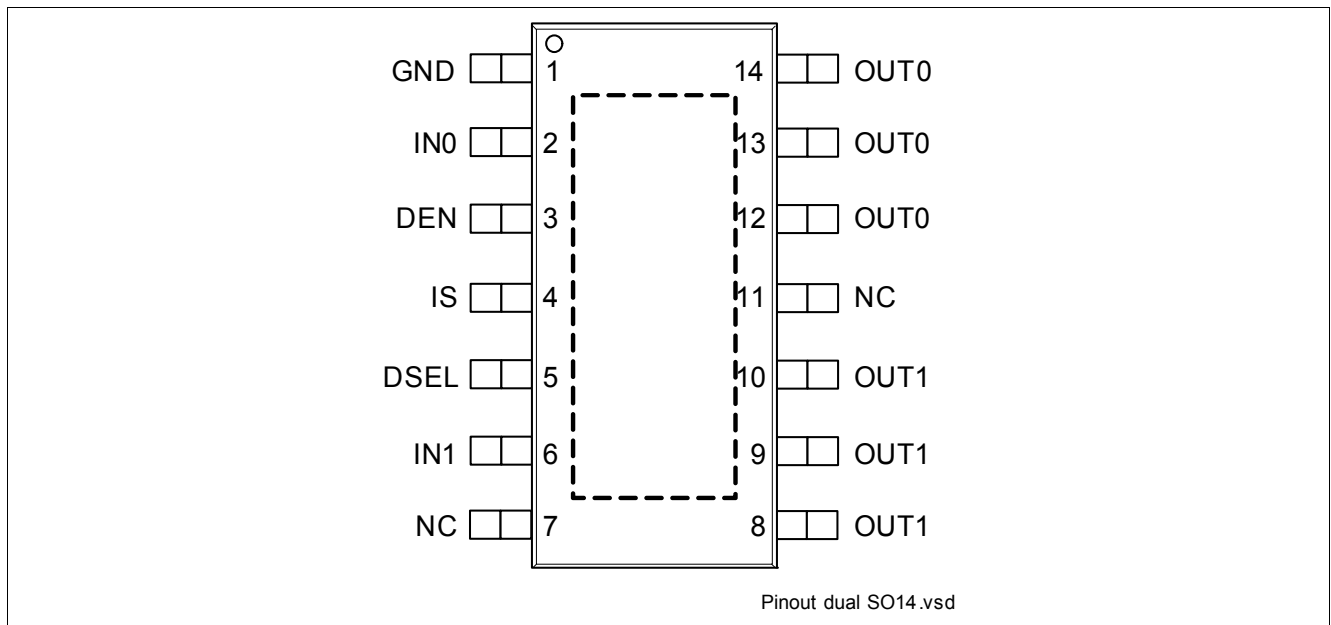 GND 1 14 OUT0
IN0 2 13 OUT0
DEN 3 12 OUT0
IS 4 11 NC
DSEL 5 10 OUT1
IN1 6 9 OUT1
NC 7 8 OUT1
Pinout dual SO14.vsd